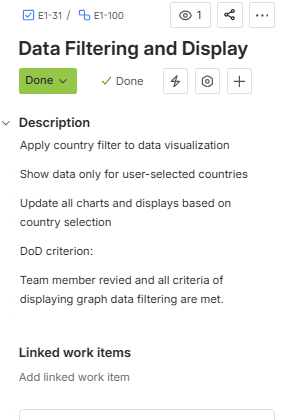 E1-31 / E1-100
1
Data Filtering and Display
Done
Done
Description
Apply country filter to data visualization
Show data only for user-selected countries
Update all charts and displays based on
country selection
DoD criterion:
Team member revied and all criteria of
displaying graph data filtering are met.
Linked work items
Add linked work item